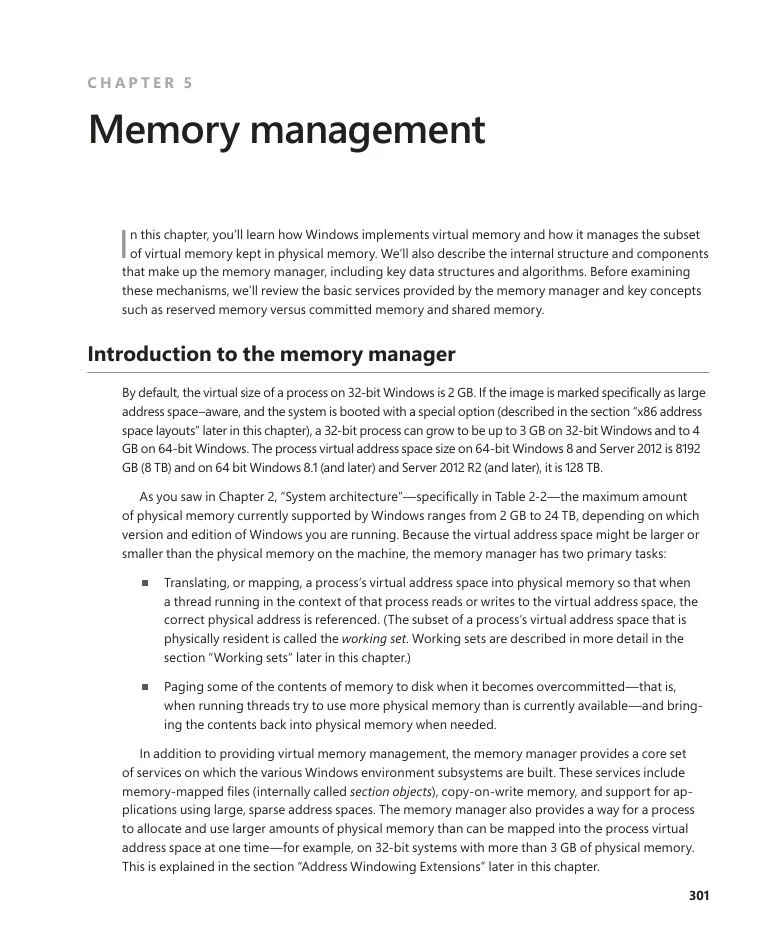 CHAPTER 5
Memory management
In this chapter, you’ll learn how Windows implements virtual memory and how it manages the subset
of virtual memory kept in physical memory. We’ll also describe the internal structure and components
that make up the memory manager, including key data structures and algorithms. Before examining
these mechanisms, we’ll review the basic services provided by the memory manager and key concepts
such as reserved memory versus committed memory and shared memory.
Introduction to the memory manager
By default, the virtual size of a process on 32-bit Windows is 2 GB. If the image is marked specifically as large
address space–aware, and the system is booted with a special option (described in the section “x86 address
space layouts” later in this chapter), a 32-bit process can grow to be up to 3 GB on 32-bit Windows and to 4
GB on 64-bit Windows. The process virtual address space size on 64-bit Windows 8 and Server 2012 is 8192
GB (8 TB) and on 64 bit Windows 8.1 (and later) and Server 2012 R2 (and later), it is 128 TB.
As you saw in Chapter 2, “System architecture”—specifically in Table 2-2—the maximum amount
of physical memory currently supported by Windows ranges from 2 GB to 24 TB, depending on which
version and edition of Windows you are running. Because the virtual address space might be larger or
smaller than the physical memory on the machine, the memory manager has two primary tasks:
■ Translating, or mapping, a process’s virtual address space into physical memory so that when
a thread running in the context of that process reads or writes to the virtual address space, the
correct physical address is referenced. (The subset of a process’s virtual address space that is
physically resident is called the working set. Working sets are described in more detail in the
section “Working sets” later in this chapter.)
■ Paging some of the contents of memory to disk when it becomes overcommitted—that is,
when running threads try to use more physical memory than is currently available—and bring-
ing the contents back into physical memory when needed.
In addition to providing virtual memory management, the memory manager provides a core set
of services on which the various Windows environment subsystems are built. These services include
memory-mapped files (internally called section objects), copy-on-write memory, and support for ap-
plications using large, sparse address spaces. The memory manager also provides a way for a process
to allocate and use larger amounts of physical memory than can be mapped into the process virtual
address space at one time—for example, on 32-bit systems with more than 3 GB of physical memory.
This is explained in the section “Address Windowing Extensions” later in this chapter.
301